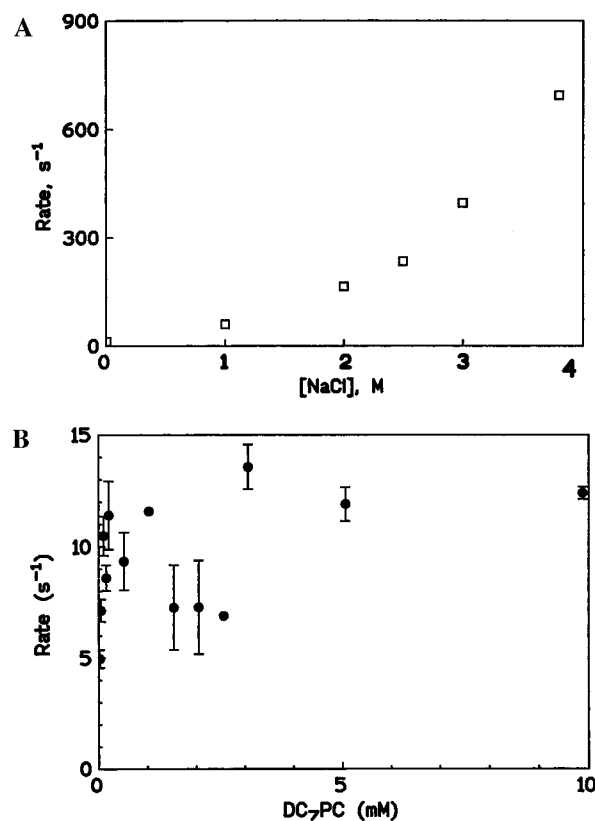 A
900
600
300
0
Rate, s⁻¹
0 1 2 3 4
[NaCl], M
B
15
10
5
0
Rate (s⁻¹)
0 5 10
DC₇PC (mM)